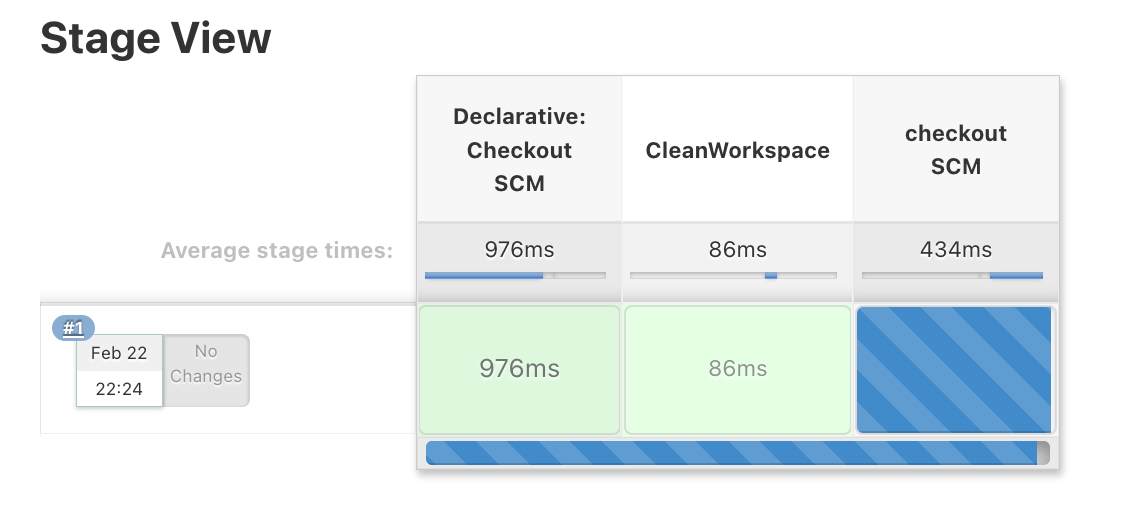 Stage View
Declarative:
Checkout
SCM
CleanWorkspace
checkout
SCM
Average stage times:
976ms
86ms
434ms
#1
Feb 22
22:24
No
Changes
976ms
86ms